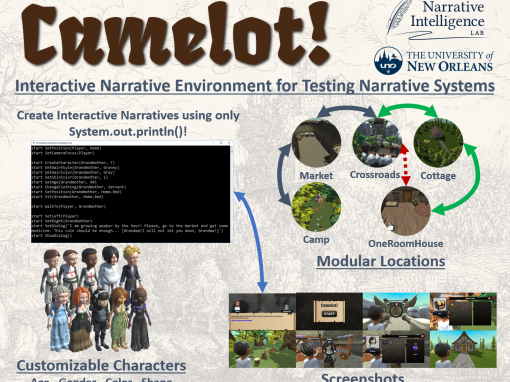 Camelot!
Narrative
Intelligence
LAB
THE UNIVERSITY of
NEW ORLEANS
Interactive Narrative Environment for Testing Narrative Systems
Create Interactive Narratives using only
System.out.println()!
start SetPosition(Player, Home)
start SetCameraFocus(Player)
start CreateCharacter(Grandmother, F)
start SetHairStyle(Grandmother, Granny)
start SetHairColor(Grandmother, Gray)
start SetSkinColor(Grandmother, 1)
start SetAge(Grandmother, 90)
start ChangeClothing(Grandmother, Servant)
start SetPosition(Grandmother, Home.Bed)
start Sit(Grandmother, Home.Bed)
start WalkTo(Player, Grandmother)
start SetLeft(Player)
start SetRight(Grandmother)
start SetDialog("I am growing weaker by the hour! Please, go to the market and get some
medicine. This coin should be enough... [Grandma|I will not let you down, Grandma!]")
start ShowDialog()
Market
Crossroads
Cottage
Camp
OneRoomHouse
Modular Locations
Camelot!
START
Customizable Characters
Age Gender Color Shape
Screenshots